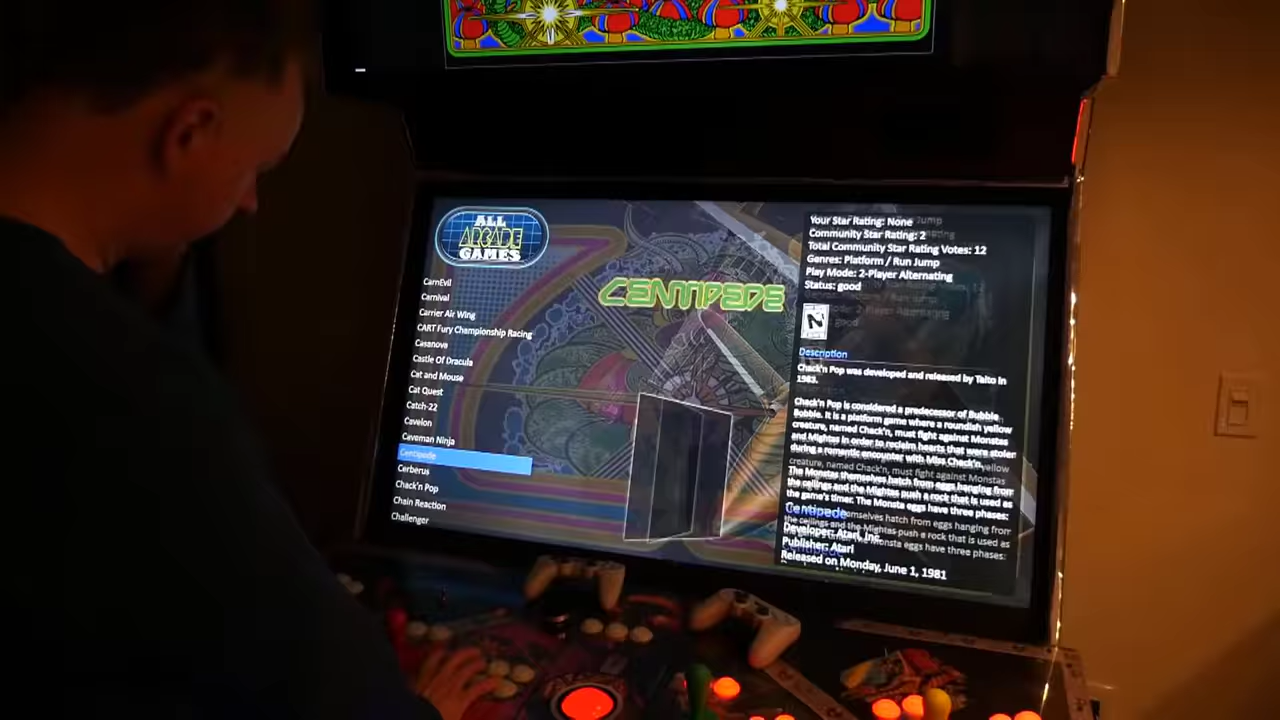 ALL
ARCADE
GAMES
CarnEvil
Carnival
Carrier Air Wing
CART Fury Championship Racing
Casanova
Castle Of Dracula
Cat and Mouse
Cat Quest
Catch-22
Cavelon
Caveman Ninja
Centipede
Cerberus
Chack'n Pop
Chain Reaction
Challenger
CENTIPEDE
Your Star Rating: None
Community Star Rating: 2
Total Community Star Rating Votes: 12
Genres: Platform / Run Jump
Play Mode: 2-Player Alternating
Status: good
Description
Chack'n Pop was developed and released by Taito in
1983.
Chack'n Pop is considered a predecessor of Bubble
Bobble. It is a platform game where a roundish yellow
creature, named Chack'n, must fight against Monstas
and Mightas in order to reclaim hearts that were stolen
during a romantic encounter with Miss Chack'n.
The Monstas themselves hatch from eggs hanging from
the ceilings and the Mightas push a rock that is used as
the game's timer. The Monsta eggs have three phases:
Centipede
Developer: Atari, Inc.
Publisher: Atari
Released on Monday, June 1, 1981